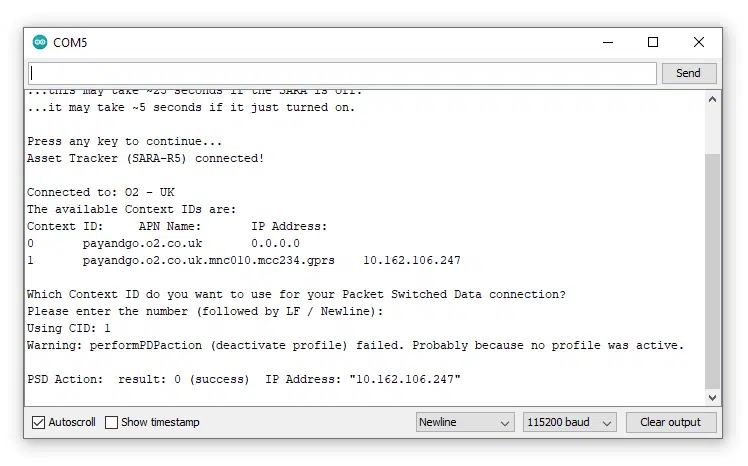 COM5
Send
...this may take ~25 seconds if the SARA is off.
...it may take ~5 seconds if it just turned on.
Press any key to continue...
Asset Tracker (SARA-R5) connected!
Connected to: O2 - UK
The available Context IDs are:
Context ID:     APN Name:       IP Address:
0       payandgo.o2.co.uk       0.0.0.0
1       payandgo.o2.co.uk.mnc010.mcc234.gprs    10.162.106.247
Which Context ID do you want to use for your Packet Switched Data connection?
Please enter the number (followed by LF / Newline):
Using CID: 1
Warning: performPDPaction (deactivate profile) failed. Probably because no profile was active.
PSD Action:  result: 0 (success)  IP Address: "10.162.106.247"
Autoscroll Show timestamp Newline 115200 baud Clear output